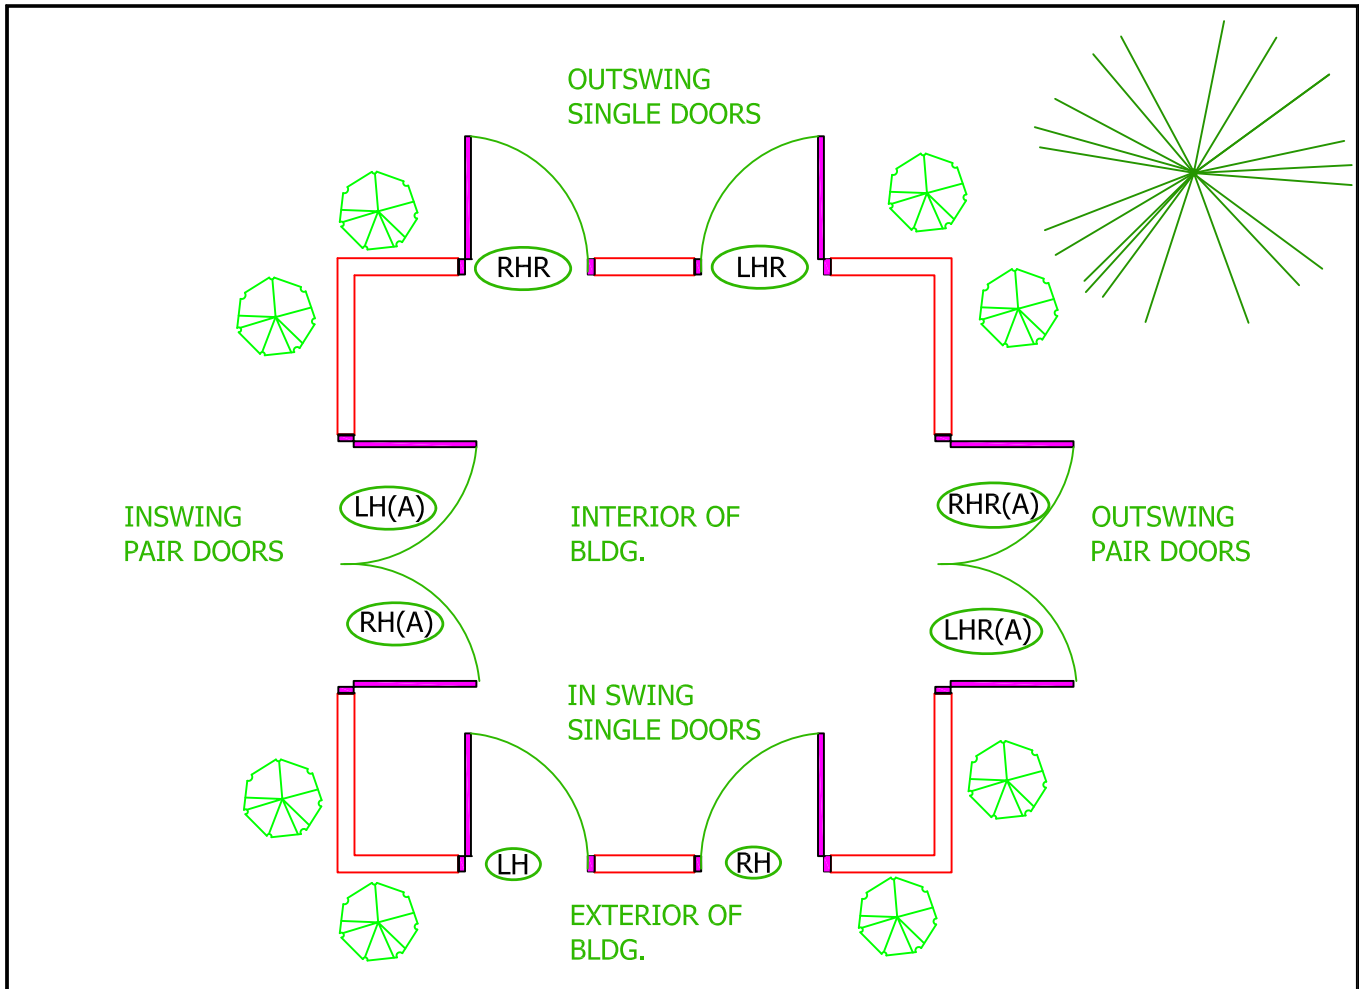 OUTSWING
SINGLE DOORS
RHR
LHR
LH(A)
RHR(A)
INSWING
PAIR DOORS
INTERIOR OF
BLDG.
OUTSWING
PAIR DOORS
RH(A)
LHR(A)
IN SWING
SINGLE DOORS
LH
RH
EXTERIOR OF
BLDG.